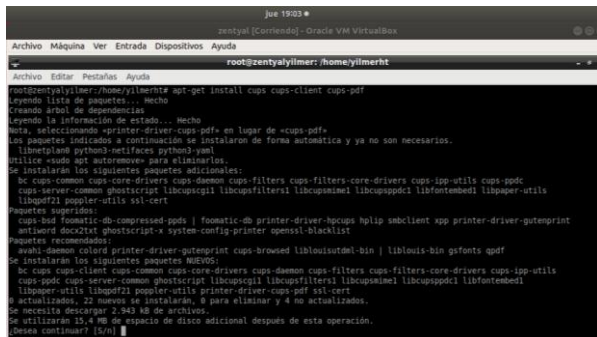 jue 19:03
zentyal [Corriendo] - Oracle VM VirtualBox
Archivo Máquina Ver Entrada Dispositivos Ayuda
root@zentyalyilmer: /home/yilmerht
Archivo Editar Pestañas Ayuda
root@zentyalyilmer:/home/yilmerht# apt-get install cups cups-client cups-pdf
Leyendo lista de paquetes... Hecho
Creando árbol de dependencias
Leyendo la información de estado... Hecho
Nota, seleccionando «printer-driver-cups-pdf» en lugar de «cups-pdf»
Los paquetes indicados a continuación se instalaron de forma automática y ya no son necesarios.
libnetplan0 python3-netifaces python3-yaml
Utilice «sudo apt autoremove» para eliminarlos.
Se instalarán los siguientes paquetes adicionales:
bc cups-common cups-core-drivers cups-daemon cups-filters cups-filters-core-drivers cups-ipp-utils cups-ppdc
cups-server-common ghostscript libcupscgi1 libcupsfilters1 libcupsmime1 libcupsppdc1 libfontembed1 libpaper-utils
libqpdf21 poppler-utils ssl-cert
Paquetes sugeridos:
cups-bsd foomatic-db-compressed-ppds | foomatic-db printer-driver-hpcups hplip smbclient xpp printer-driver-gutenprint
antiword docx2txt ghostscript-x system-config-printer openssl-blacklist
Paquetes recomendados:
avahi-daemon colord printer-driver-gutenprint cups-browsed liblouisutdml-bin | liblouis-bin gsfonts qpdf
Se instalarán los siguientes paquetes NUEVOS:
bc cups cups-client cups-common cups-core-drivers cups-daemon cups-filters cups-filters-core-drivers cups-ipp-utils
cups-ppdc cups-server-common ghostscript libcupscgi1 libcupsfilters1 libcupsmime1 libcupsppdc1 libfontembed1
libpaper-utils libqpdf21 poppler-utils printer-driver-cups-pdf ssl-cert
0 actualizados, 22 nuevos se instalarán, 0 para eliminar y 4 no actualizados.
Se necesita descargar 2.943 kB de archivos.
Se utilizarán 15,4 MB de espacio de disco adicional después de esta operación.
¿Desea continuar? [S/n]